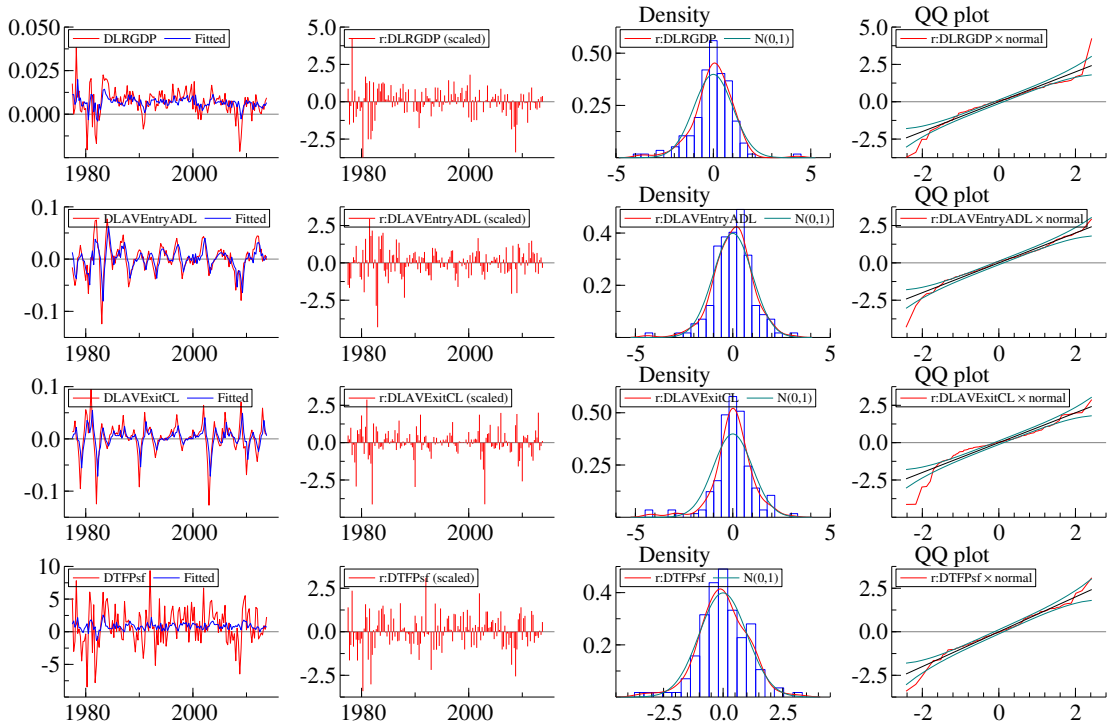 Density QQ plot
0.050 DLRGDP Fitted 5.0 r:DLRGDP (scaled) 0.50 r:DLRGDP N(0,1) 5.0 r:DLRGDP × normal
0.025 2.5 2.5
0.000 0.0 0.25 0.0
-2.5 -2.5
1980 2000 1980 2000 -5 0 5 -2 0 2
Density QQ plot
0.1 DLAVEntryADL Fitted 2.5 r:DLAVEntryADL (scaled) 0.4 r:DLAVEntryADL N(0,1) 2.5 r:DLAVEntryADL × normal
0.0 0.0 0.2 0.0
-0.1 -2.5 -2.5
1980 2000 1980 2000 -5 0 5 -2 0 2
Density QQ plot
0.1 DLAVExitCL Fitted 2.5 r:DLAVExitCL (scaled) 0.50 r:DLAVExitCL N(0,1) 2.5 r:DLAVExitCL × normal
0.0 0.0 0.25 0.0
-0.1 -2.5 -2.5
1980 2000 1980 2000 -5 0 5 -2 0 2
Density QQ plot
10 DTFPsf Fitted 2.5 r:DTFPsf (scaled) 0.4 r:DTFPsf N(0,1) 2.5 r:DTFPsf × normal
5 0.0 0.2 0.0
0 -2.5 -2.5
-5
1980 2000 1980 2000 -2.5 0.0 2.5 -2 0 2